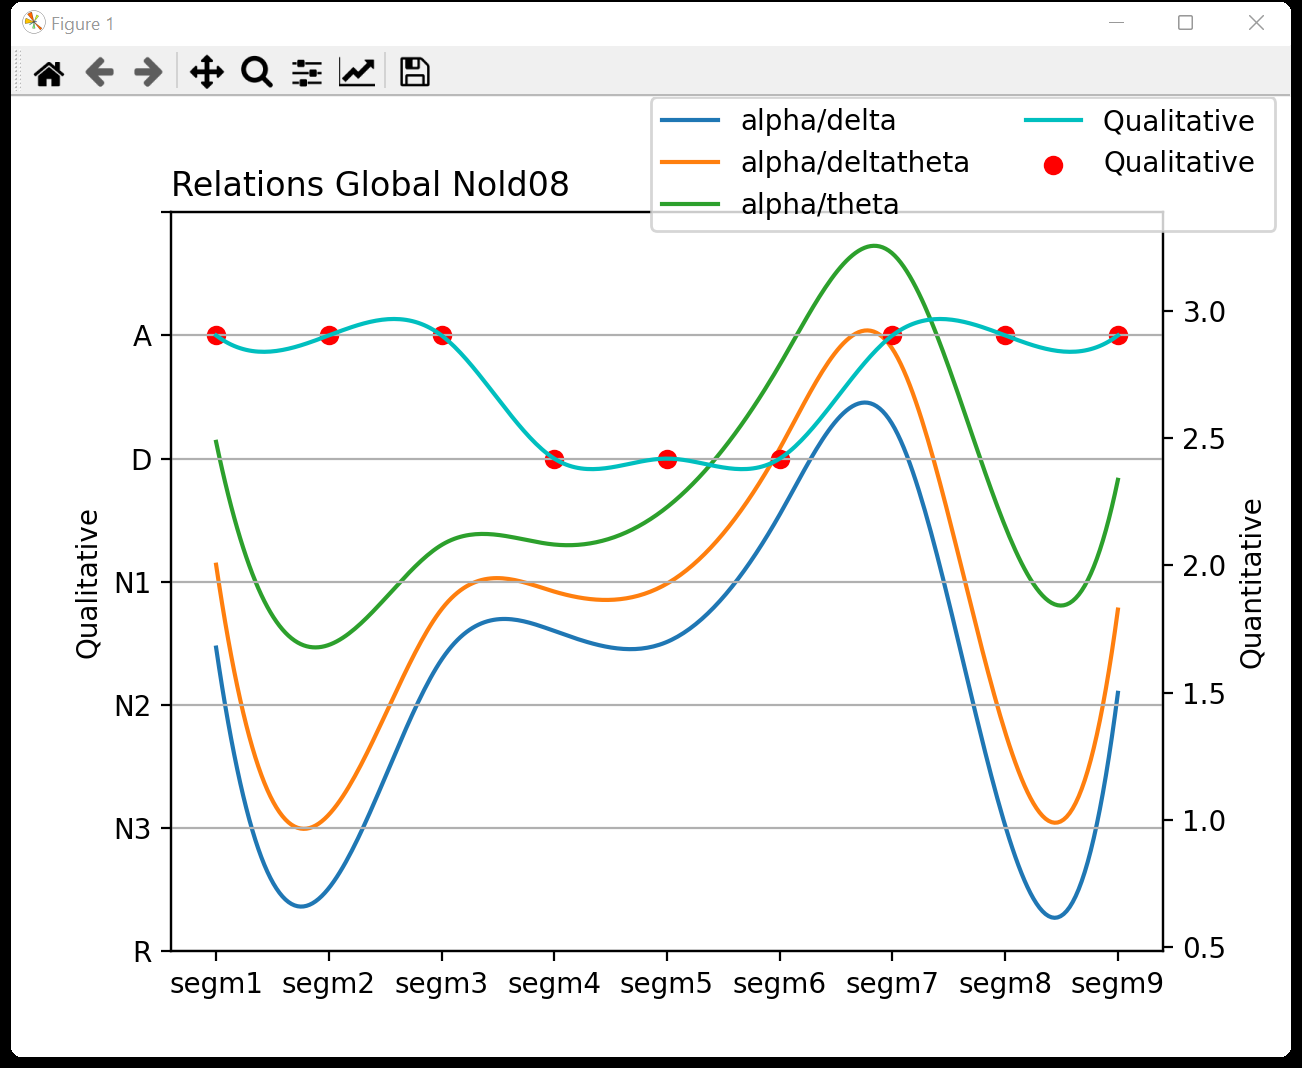 Figure 1
alpha/delta
alpha/deltatheta
alpha/theta
Qualitative
Qualitative
Relations Global Nold08
A
D
N1
N2
N3
R
Qualitative
3.0
2.5
2.0
1.5
1.0
0.5
Quantitative
segm1 segm2 segm3 segm4 segm5 segm6 segm7 segm8 segm9